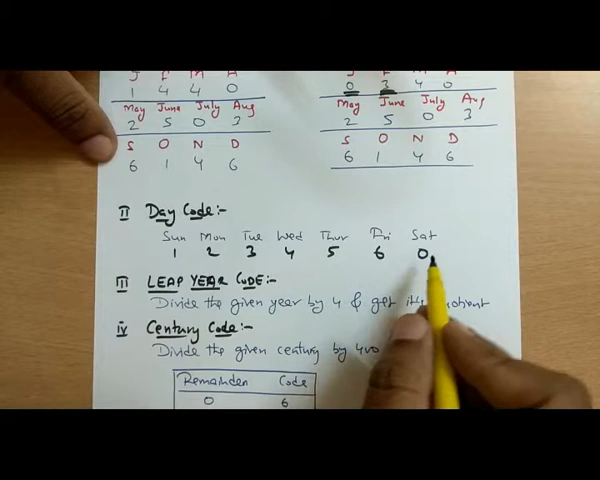 J F M A J F M A
1 4 4 0 0 3 4 0
May June July Aug May June July Aug
2 5 0 3 2 5 0 3
S O N D S O N D
6 1 4 6 6 1 4 6
II Day Code:-
Sun Mon Tue Wed Thur Fri Sat
1 2 3 4 5 6 0
III LEAP YEAR CODE:-
Divide the given year by 4 & get
iv Century Code:-
Divide the given century by 400
Remainder Code
0 6